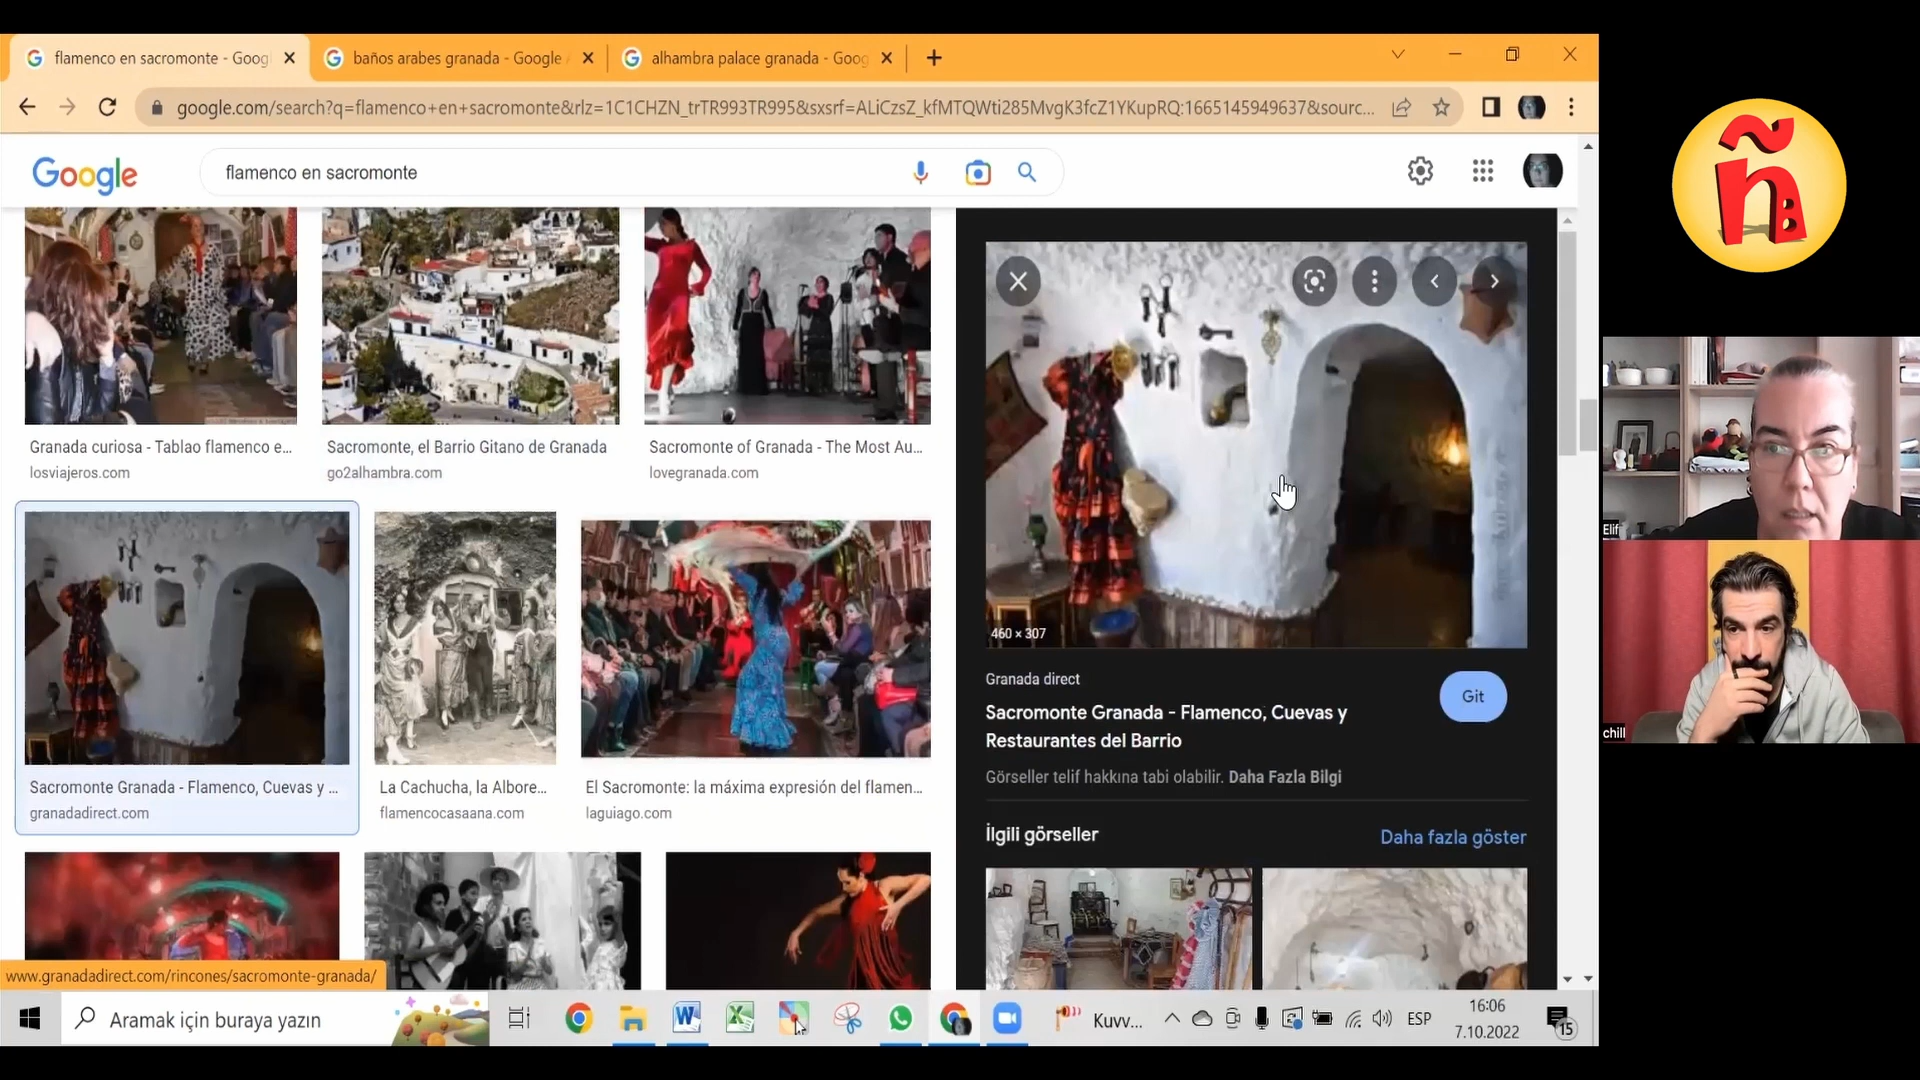 flamenco en sacromonte - Goog
baños arabes granada - Google
alhambra palace granada - Goog
google.com/search?q=flamenco+en+sacromonte&rlz=1C1CHZN_trTR993TR995&sxsrf=ALiCzsZ_kfMTQWti285MvgK3fcZ1YKupRQ:1665145949637&sourc...
Google
flamenco en sacromonte
Granada curiosa - Tablao flamenco e...
losviajeros.com
Sacromonte, el Barrio Gitano de Granada
go2alhambra.com
Sacromonte of Granada - The Most Au...
lovegranada.com
Sacromonte Granada - Flamenco, Cuevas y ...
granadadirect.com
La Cachucha, la Albore...
flamencocasaana.com
El Sacromonte: la máxima expresión del flamen...
laguiago.com
460 × 307
Granada direct
Sacromonte Granada - Flamenco, Cuevas y
Restaurantes del Barrio
Git
Görseller telif hakkına tabi olabilir. Daha Fazla Bilgi
İlgili görseller
Daha fazla göster
www.granadadirect.com/rincones/sacromonte-granada/
Aramak için buraya yazın
Kuvv...
ESP
16:06
7.10.2022
15
ñ
Elif
chill